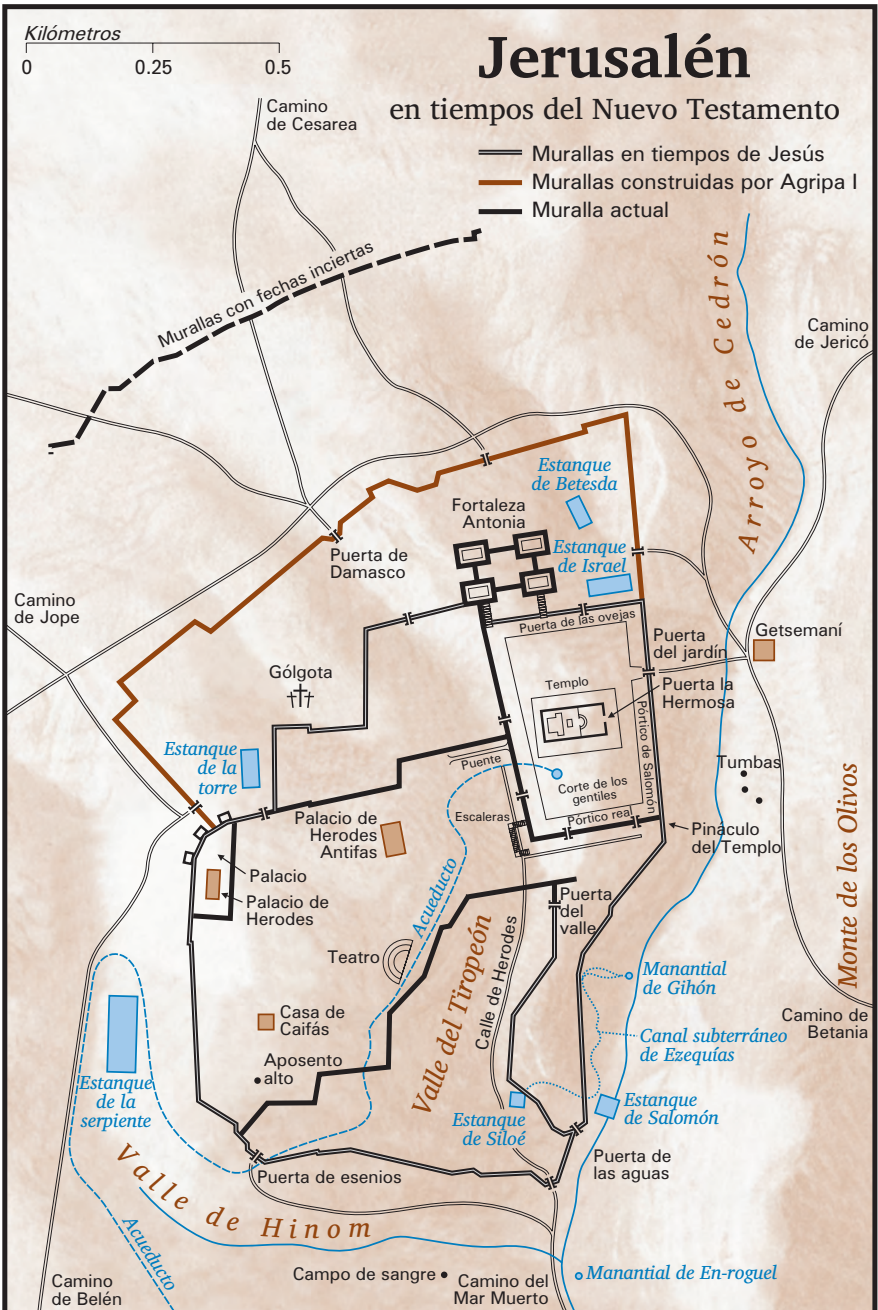 Kilómetros
0 0.25 0.5
Jerusalén
en tiempos del Nuevo Testamento
Murallas en tiempos de Jesús
Murallas construidas por Agripa I
Muralla actual
Camino
de Cesarea
Murallas con fechas inciertas
Arroyo de Cedrón
Camino
de Jericó
Estanque
de Betesda
Fortaleza
Antonia
Estanque
de Israel
Puerta de
Damasco
Camino
de Jope
Puerta de las ovejas
Puerta
del jardín
Getsemaní
Gólgota
Templo
Puerta la
Hermosa
Pórtico de Salomón
Estanque
de la
torre
Puente
Corte de los
gentiles
Tumbas
Monte de los Olivos
Palacio de
Herodes
Antifas
Escaleras
Pórtico real
Pináculo
del Templo
Palacio
Palacio de
Herodes
Acueducto
Puerta
del
valle
Teatro
Valle del Tiropeón
Calle de Herodes
Manantial
de Gihón
Casa de
Caifás
Canal subterráneo
de Ezequías
Camino de
Betania
Aposento
alto
Estanque
de la
serpiente
Estanque
de Siloé
Estanque
de Salomón
Puerta de
las aguas
Puerta de esenios
Valle de Hinom
Acueducto
Camino
de Belén
Campo de sangre
Camino del
Mar Muerto
Manantial de En-roguel